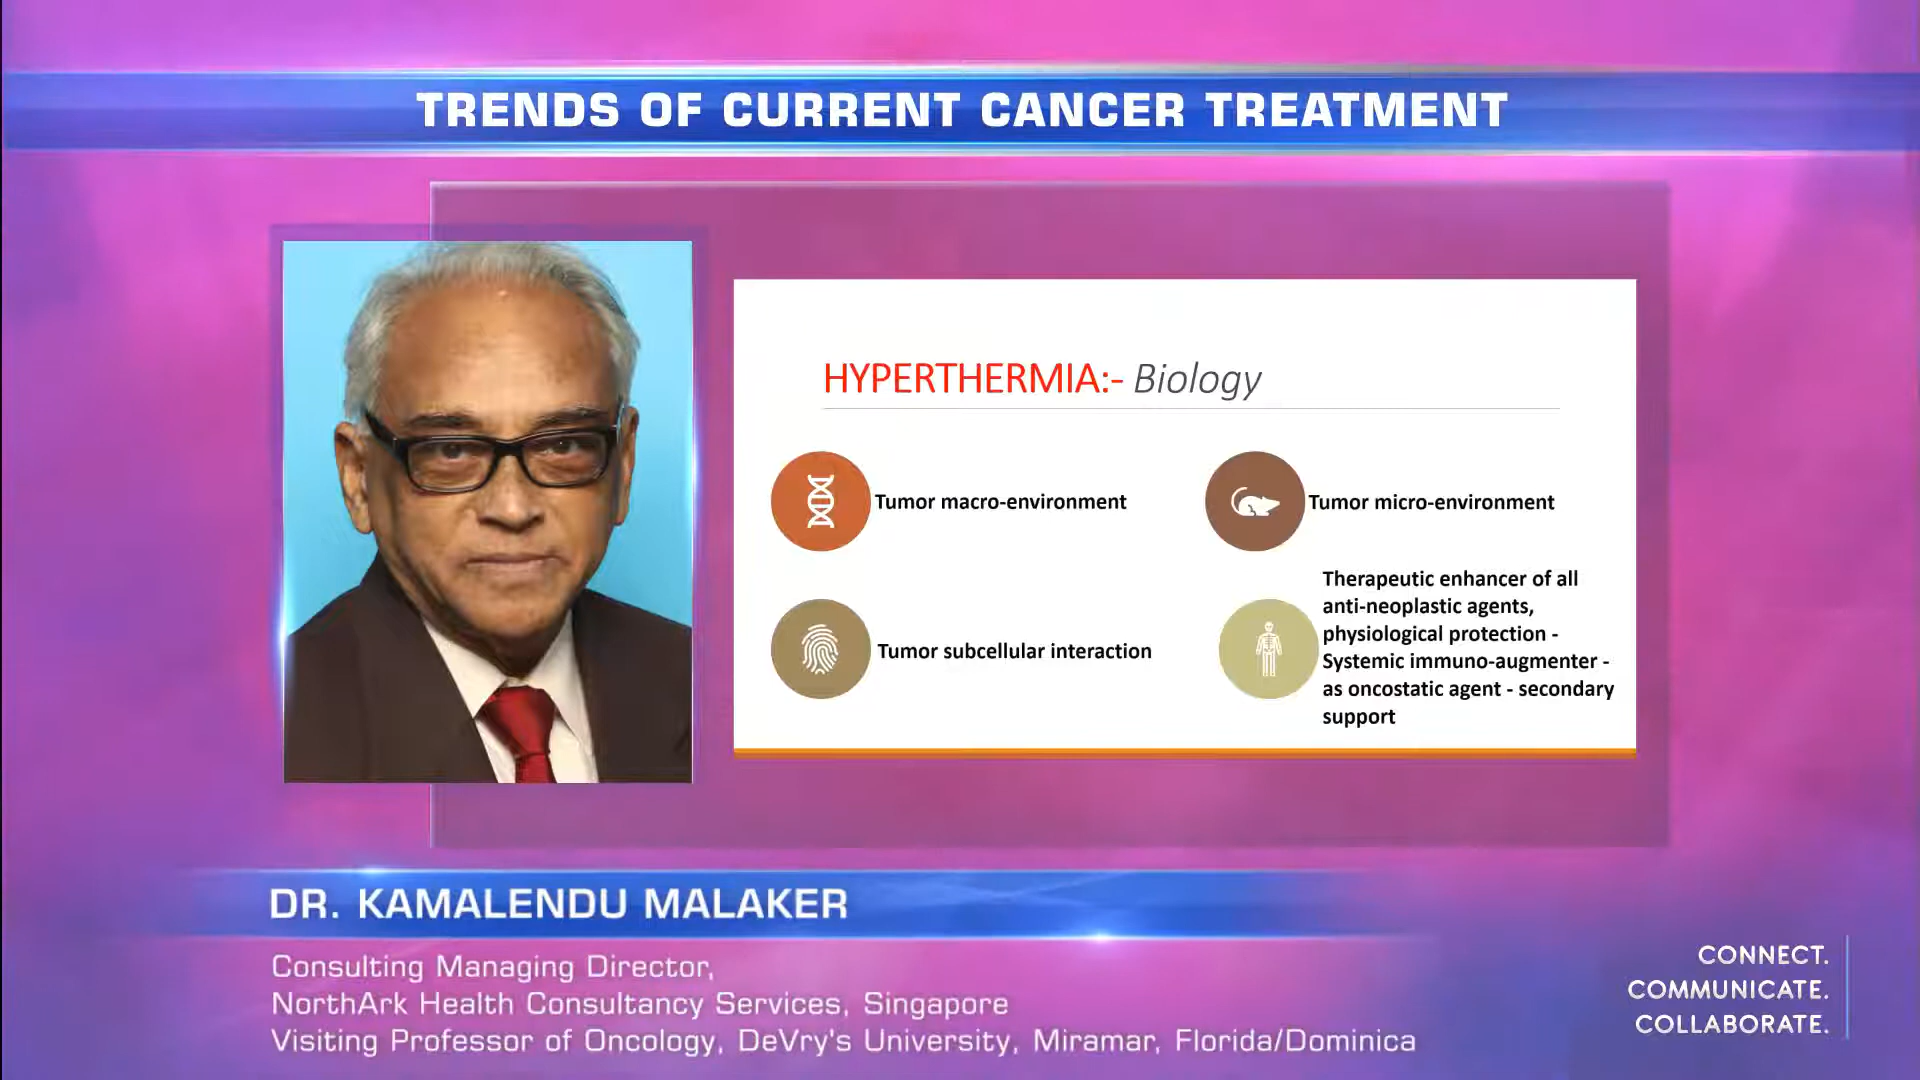 TRENDS OF CURRENT CANCER TREATMENT
HYPERTHERMIA:- Biology
Tumor macro-environment
Tumor micro-environment
Tumor subcellular interaction
Therapeutic enhancer of all
anti-neoplastic agents,
physiological protection -
Systemic immuno-augmenter -
as oncostatic agent - secondary
support
DR. KAMALENDU MALAKER
Consulting Managing Director,
NorthArk Health Consultancy Services, Singapore
Visiting Professor of Oncology, DeVry's University, Miramar, Florida/Dominica
CONNECT.
COMMUNICATE.
COLLABORATE.